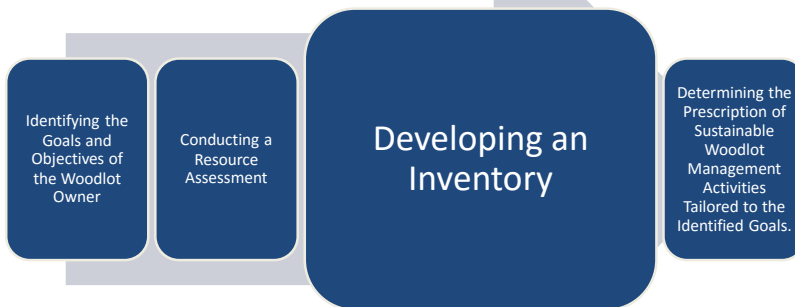 Identifying the
Goals and
Objectives of
the Woodlot
Owner
Conducting a
Resource
Assessment
Developing an
Inventory
Determining the
Prescription of
Sustainable
Woodlot
Management
Activities
Tailored to the
Identified Goals.